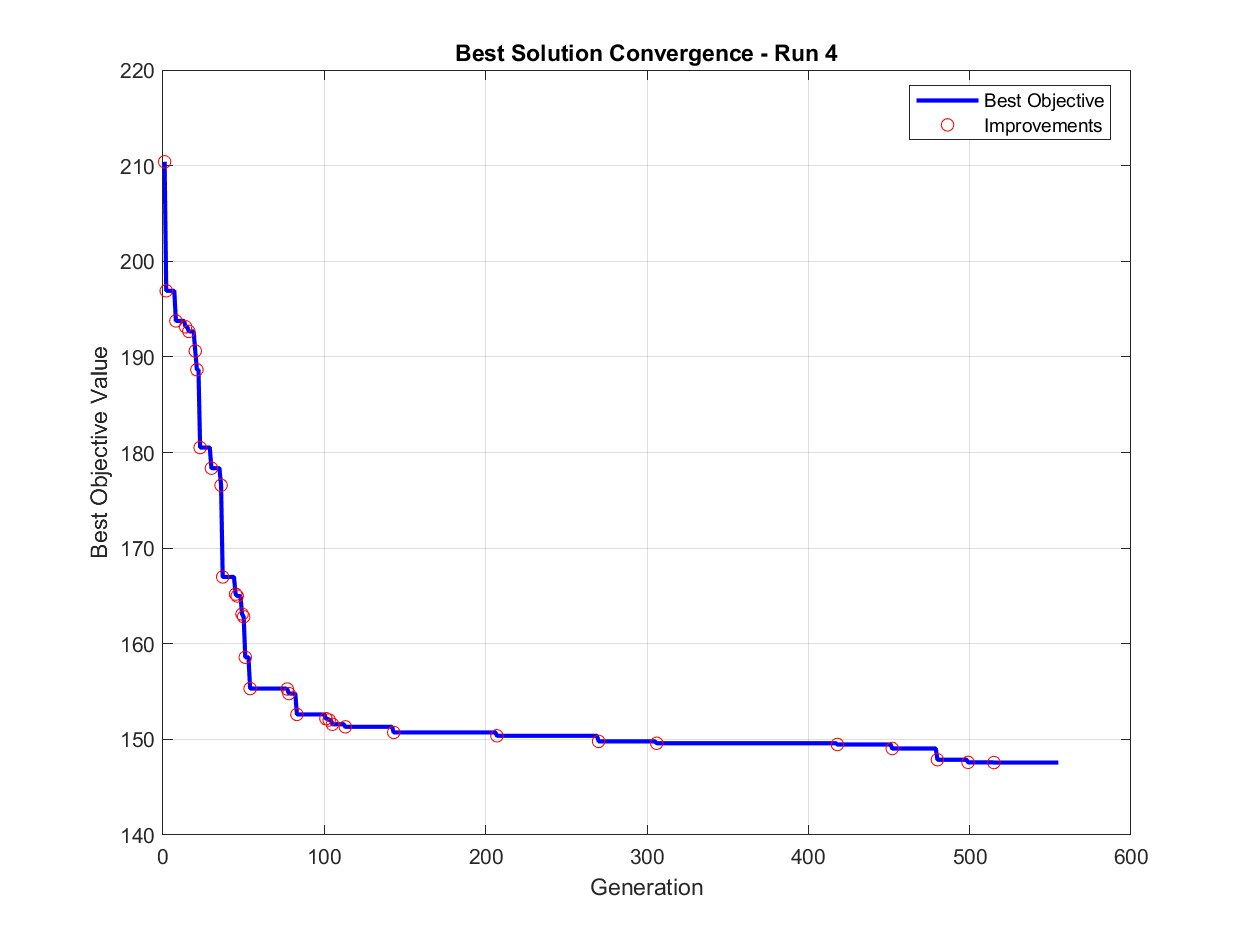 Best Solution Convergence - Run 4
Best Objective
Improvements
220
210
200
190
180
170
160
150
140
Best Objective Value
0 100 200 300 400 500 600
Generation